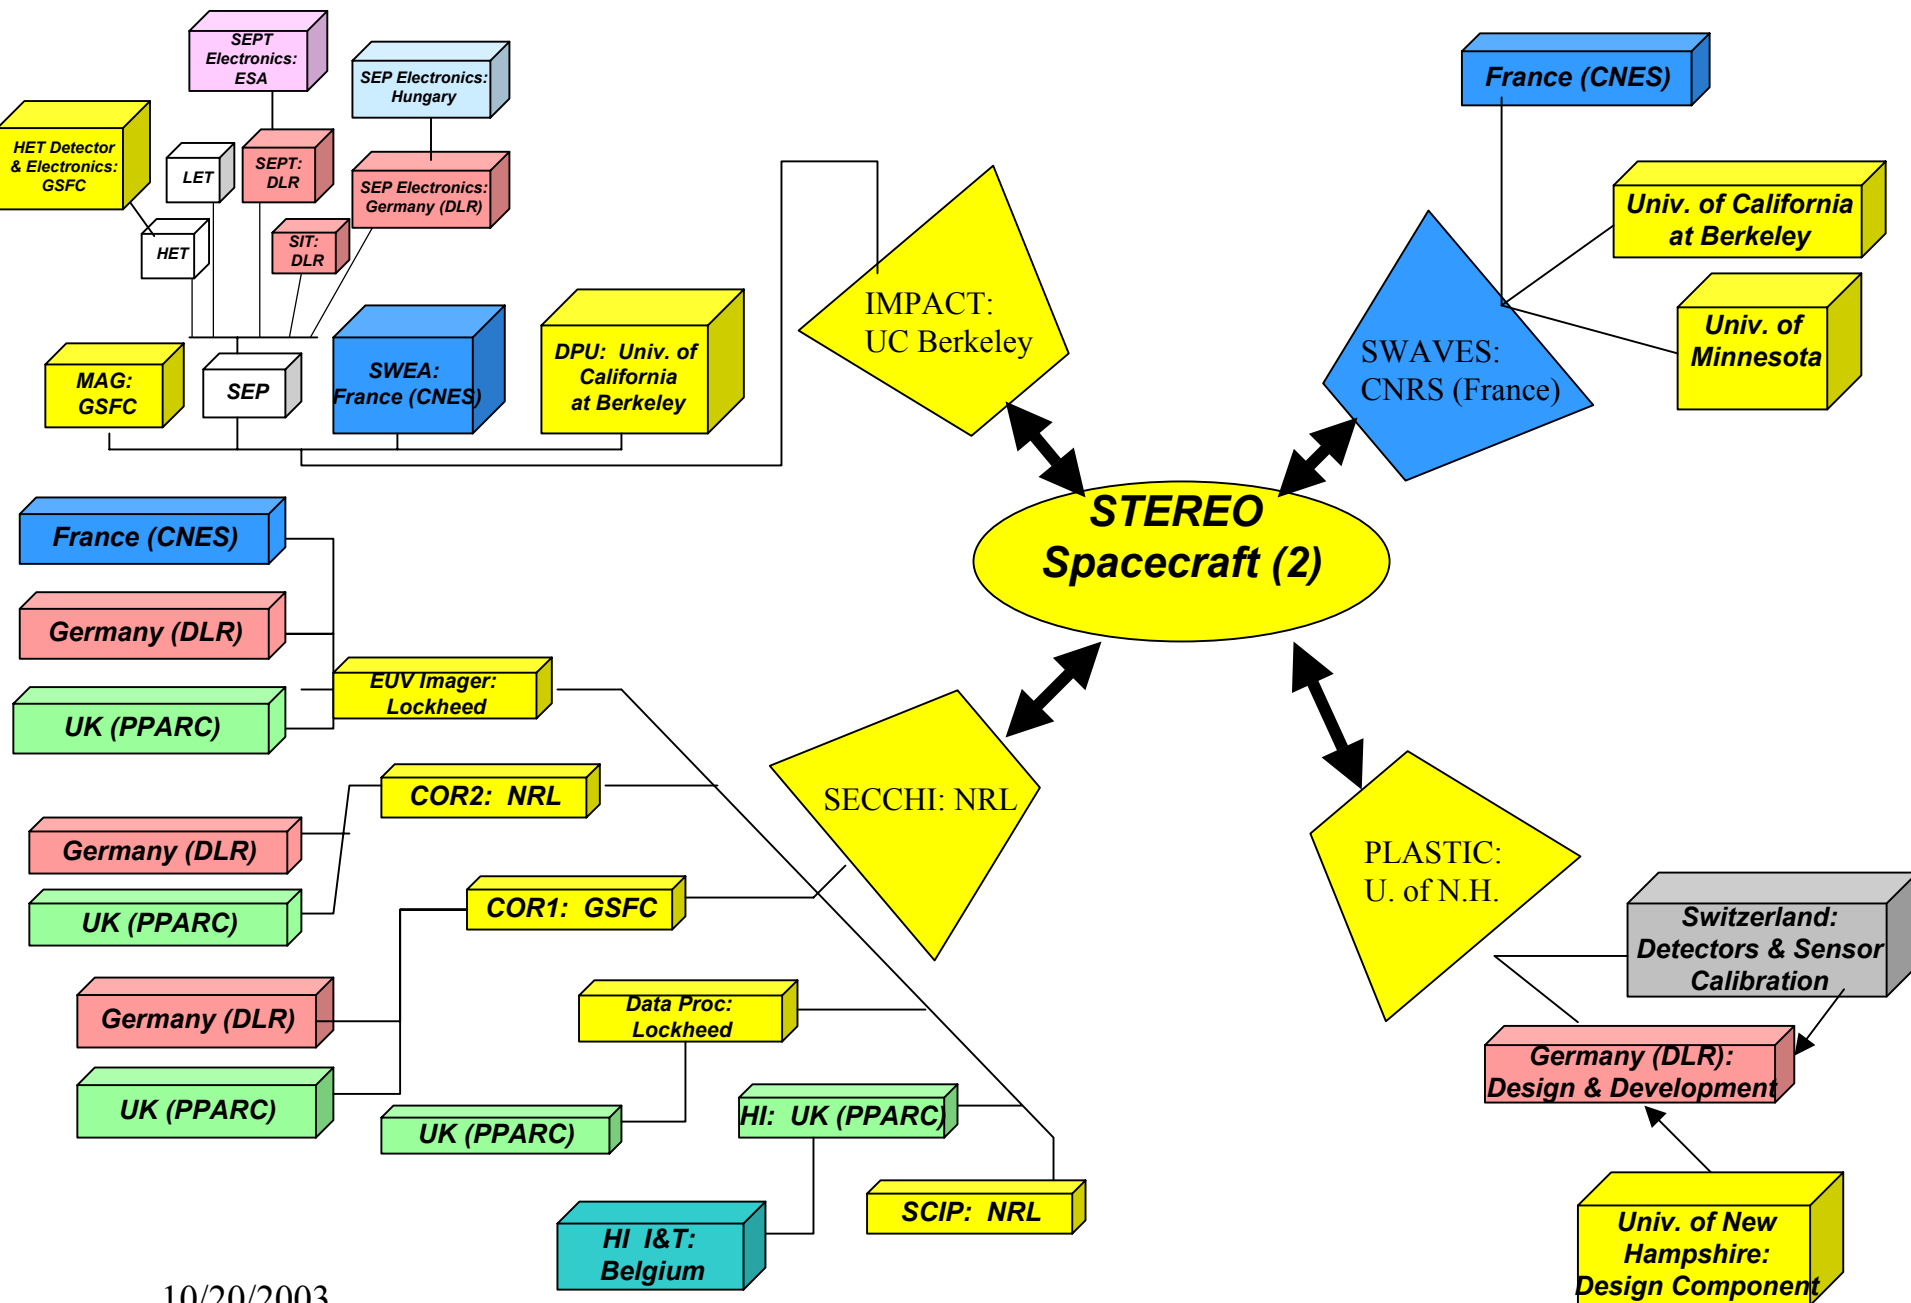 SEPT
Electronics:
ESA
SEP Electronics:
Hungary
HET Detector
& Electronics:
GSFC
LET
SEPT:
DLR
SEP Electronics:
Germany (DLR)
HET
SIT:
DLR
MAG:
GSFC
SEP
SWEA:
France (CNES)
DPU: Univ. of
California
at Berkeley
IMPACT:
UC Berkeley
France (CNES)
Univ. of California
at Berkeley
Univ. of
Minnesota
SWAVES:
CNRS (France)
STEREO
Spacecraft (2)
France (CNES)
Germany (DLR)
UK (PPARC)
EUV Imager:
Lockheed
COR2: NRL
Germany (DLR)
UK (PPARC)
COR1: GSFC
Germany (DLR)
UK (PPARC)
Data Proc:
Lockheed
UK (PPARC)
HI: UK (PPARC)
HI I&T:
Belgium
SCIP: NRL
SECCHI: NRL
PLASTIC:
U. of N.H.
Switzerland:
Detectors & Sensor
Calibration
Germany (DLR):
Design & Development
Univ. of New
Hampshire:
Design Component
10/20/2003